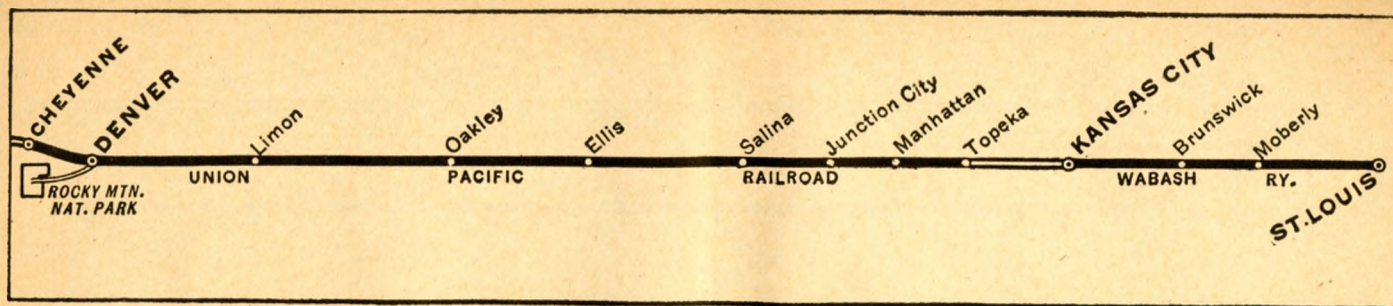 CHEYENNE
DENVER
Limon
Oakley
Ellis
Salina
Junction City
Manhattan
Topeka
KANSAS CITY
Brunswick
Moberly
ST. LOUIS
UNION PACIFIC RAILROAD
WABASH RY.
ROCKY MTN.
NAT. PARK